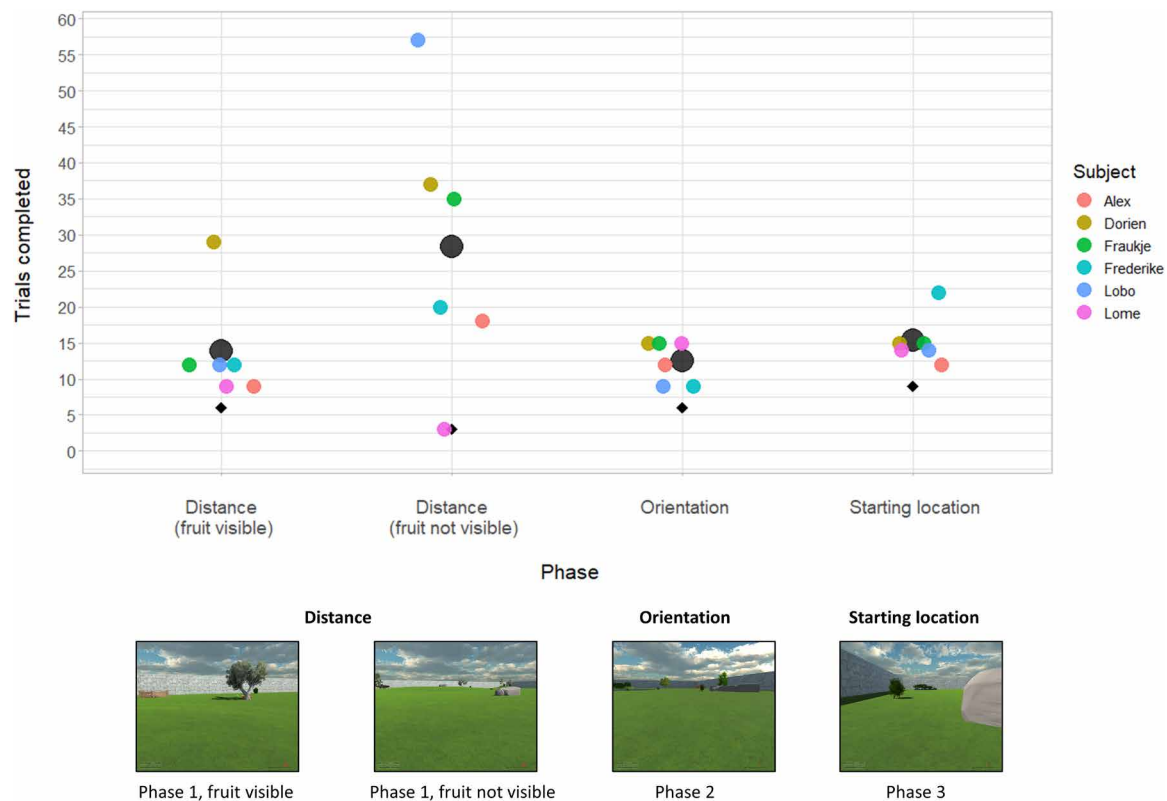 60
55
50
45
40
35
30
25
20
15
10
5
0
Trials completed
Distance
(fruit visible)
Distance
(fruit not visible)
Orientation
Starting location
Phase
Subject
Alex
Dorien
Fraukje
Frederike
Lobo
Lome
Distance
Orientation
Starting location
Phase 1, fruit visible
Phase 1, fruit not visible
Phase 2
Phase 3